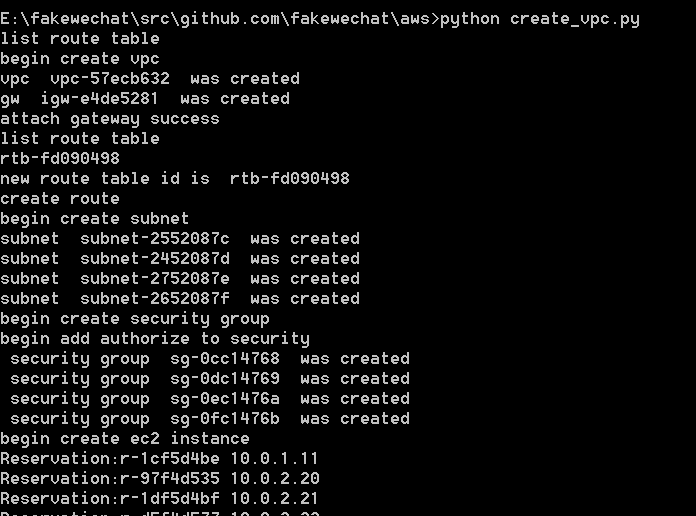 E:\fakewechat\src\github.com\fakewechat\aws>python create_vpc.py
list route table
begin create vpc
vpc  vpc-57ecb632  was created
gw  igw-e4de5281  was created
attach gateway success
list route table
rtb-fd090498
new route table id is  rtb-fd090498
create route
begin create subnet
subnet  subnet-2552087c  was created
subnet  subnet-2452087d  was created
subnet  subnet-2752087e  was created
subnet  subnet-2652087f  was created
begin create security group
begin add authorize to security
 security group  sg-0cc14768  was created
 security group  sg-0dc14769  was created
 security group  sg-0ec1476a  was created
 security group  sg-0fc1476b  was created
begin create ec2 instance
Reservation:r-1cf5d4be 10.0.1.11
Reservation:r-97f4d535 10.0.2.20
Reservation:r-1df5d4bf 10.0.2.21